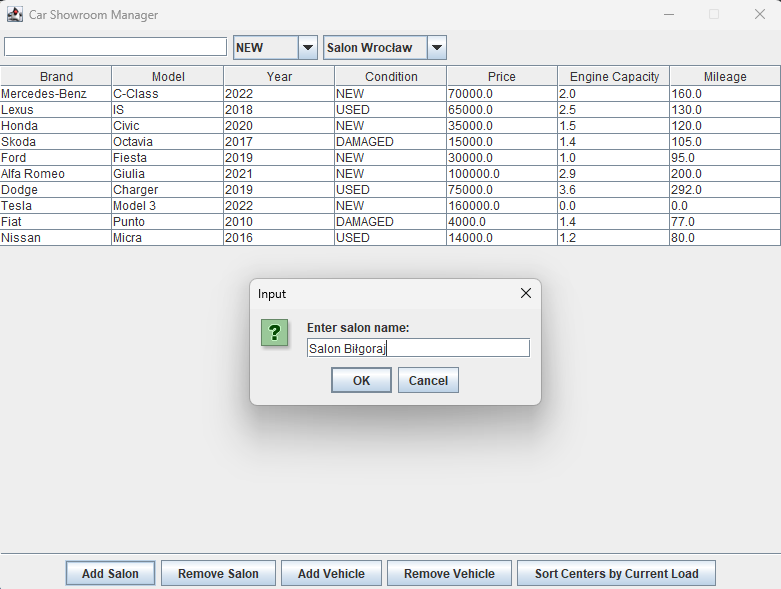 Car Showroom Manager
NEW Salon Wrocław
Brand Model Year Condition Price Engine Capacity Mileage
Mercedes-Benz C-Class 2022 NEW 70000.0 2.0 160.0
Lexus IS 2018 USED 65000.0 2.5 130.0
Honda Civic 2020 NEW 35000.0 1.5 120.0
Skoda Octavia 2017 DAMAGED 15000.0 1.4 105.0
Ford Fiesta 2019 NEW 30000.0 1.0 95.0
Alfa Romeo Giulia 2021 NEW 100000.0 2.9 200.0
Dodge Charger 2019 USED 75000.0 3.6 292.0
Tesla Model 3 2022 NEW 160000.0 0.0 0.0
Fiat Punto 2010 DAMAGED 4000.0 1.4 77.0
Nissan Micra 2016 USED 14000.0 1.2 80.0
Input
?
Enter salon name:
Salon Biłgoraj
OK Cancel
Add Salon Remove Salon Add Vehicle Remove Vehicle Sort Centers by Current Load